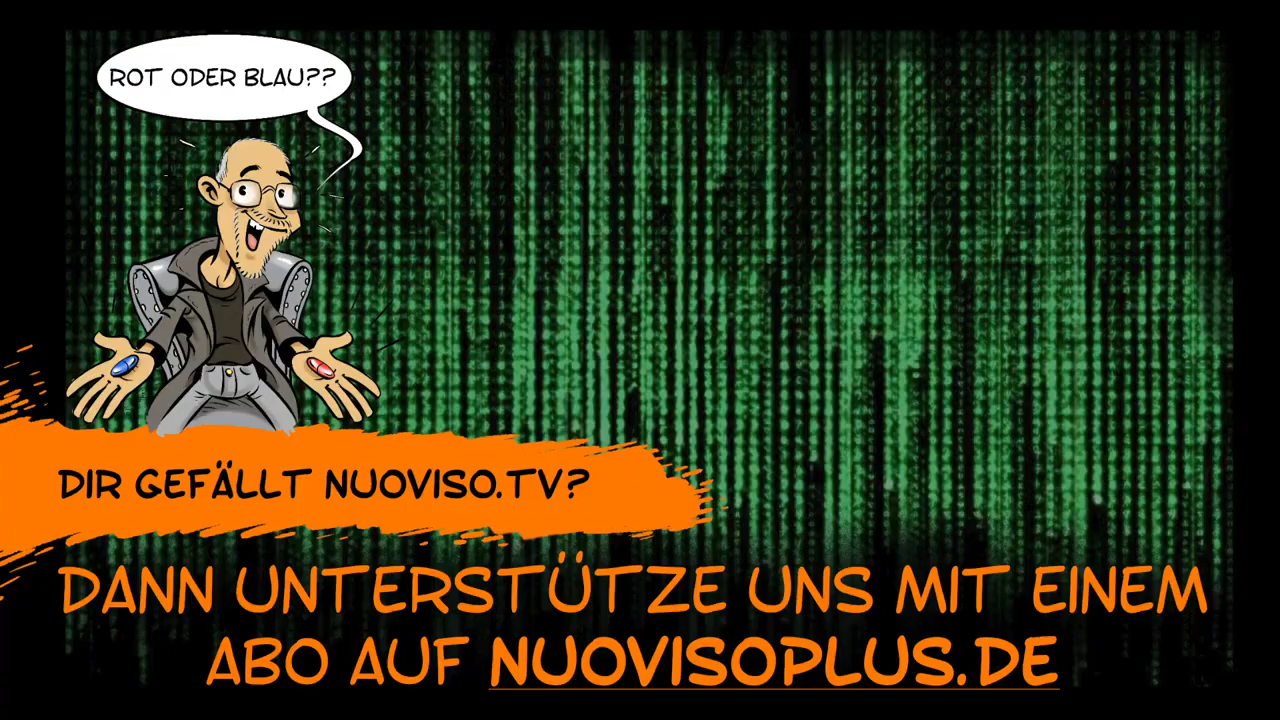 ROT ODER BLAU??
DIR GEFÄLLT NUOVISO.TV?
DANN UNTERSTÜTZE UNS MIT EINEM
ABO AUF NUOVISOPLUS.DE